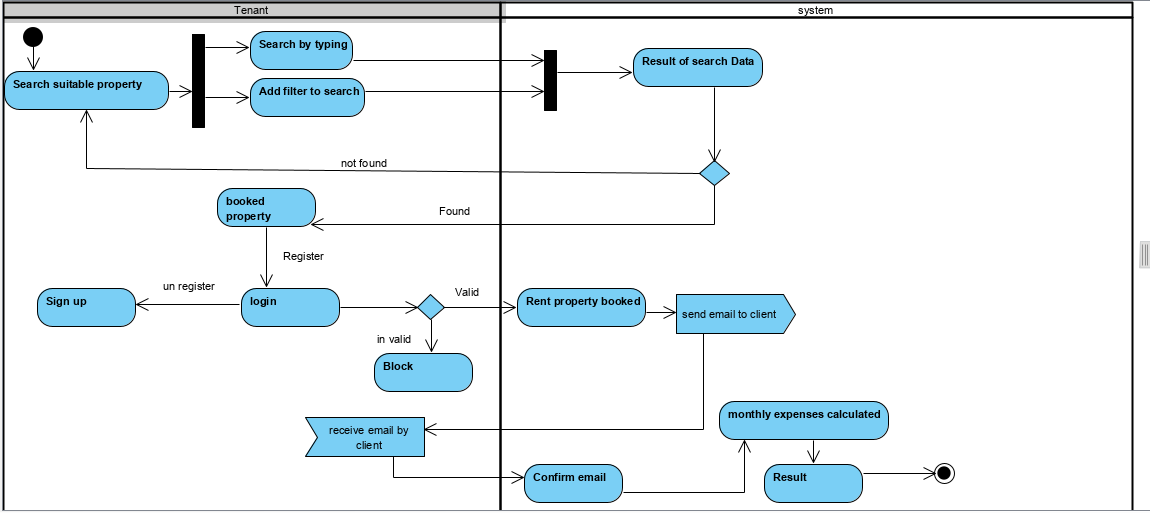 Tenant
system
Search by typing
Result of search Data
Search suitable property
Add filter to search
not found
booked
property
Found
Register
un register
Sign up
login
Valid
Rent property booked
send email to client
in valid
Block
monthly expenses calculated
receive email by
client
Confirm email
Result